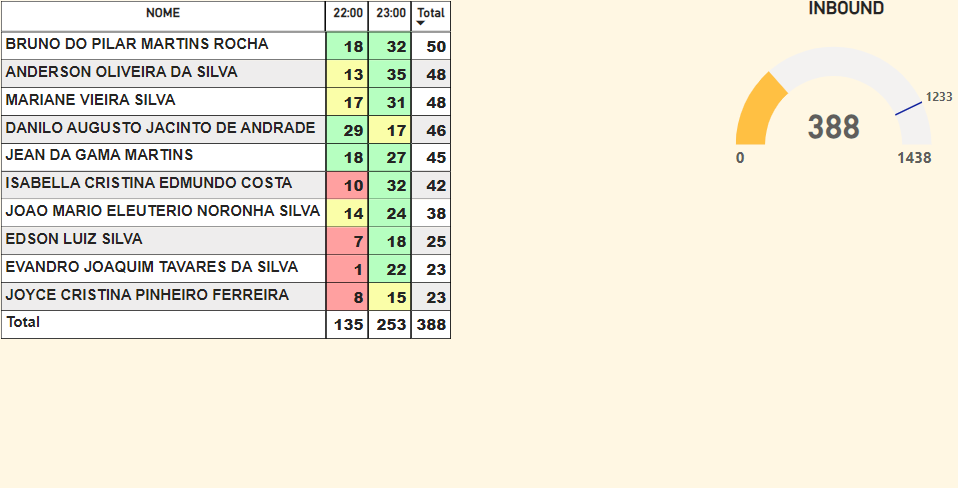 NOME 22:00 23:00 Total
BRUNO DO PILAR MARTINS ROCHA 18 32 50
ANDERSON OLIVEIRA DA SILVA 13 35 48
MARIANE VIEIRA SILVA 17 31 48
DANILO AUGUSTO JACINTO DE ANDRADE 29 17 46
JEAN DA GAMA MARTINS 18 27 45
ISABELLA CRISTINA EDMUNDO COSTA 10 32 42
JOAO MARIO ELEUTERIO NORONHA SILVA 14 24 38
EDSON LUIZ SILVA 7 18 25
EVANDRO JOAQUIM TAVARES DA SILVA 1 22 23
JOYCE CRISTINA PINHEIRO FERREIRA 8 15 23
Total 135 253 388
INBOUND
1233
388
0 1438